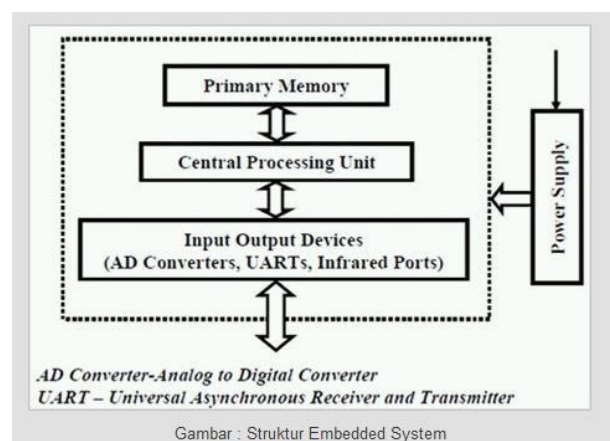 Primary Memory
Central Processing Unit
Input Output Devices
(AD Converters, UARTs, Infrared Ports)
Power Supply
AD Converter-Analog to Digital Converter
UART – Universal Asynchronous Receiver and Transmitter
Gambar : Struktur Embedded System